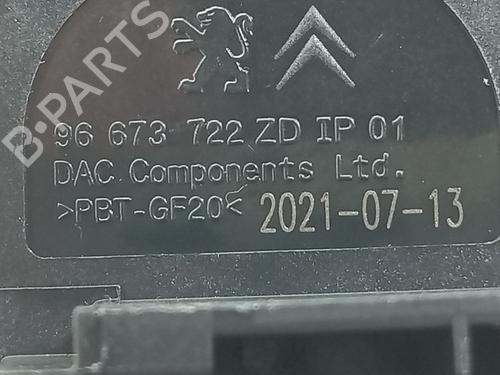 B-PARTS
96 673 722 ZD IP 01
DAC Components Ltd.
>PBT-GF20<
2021-07-13